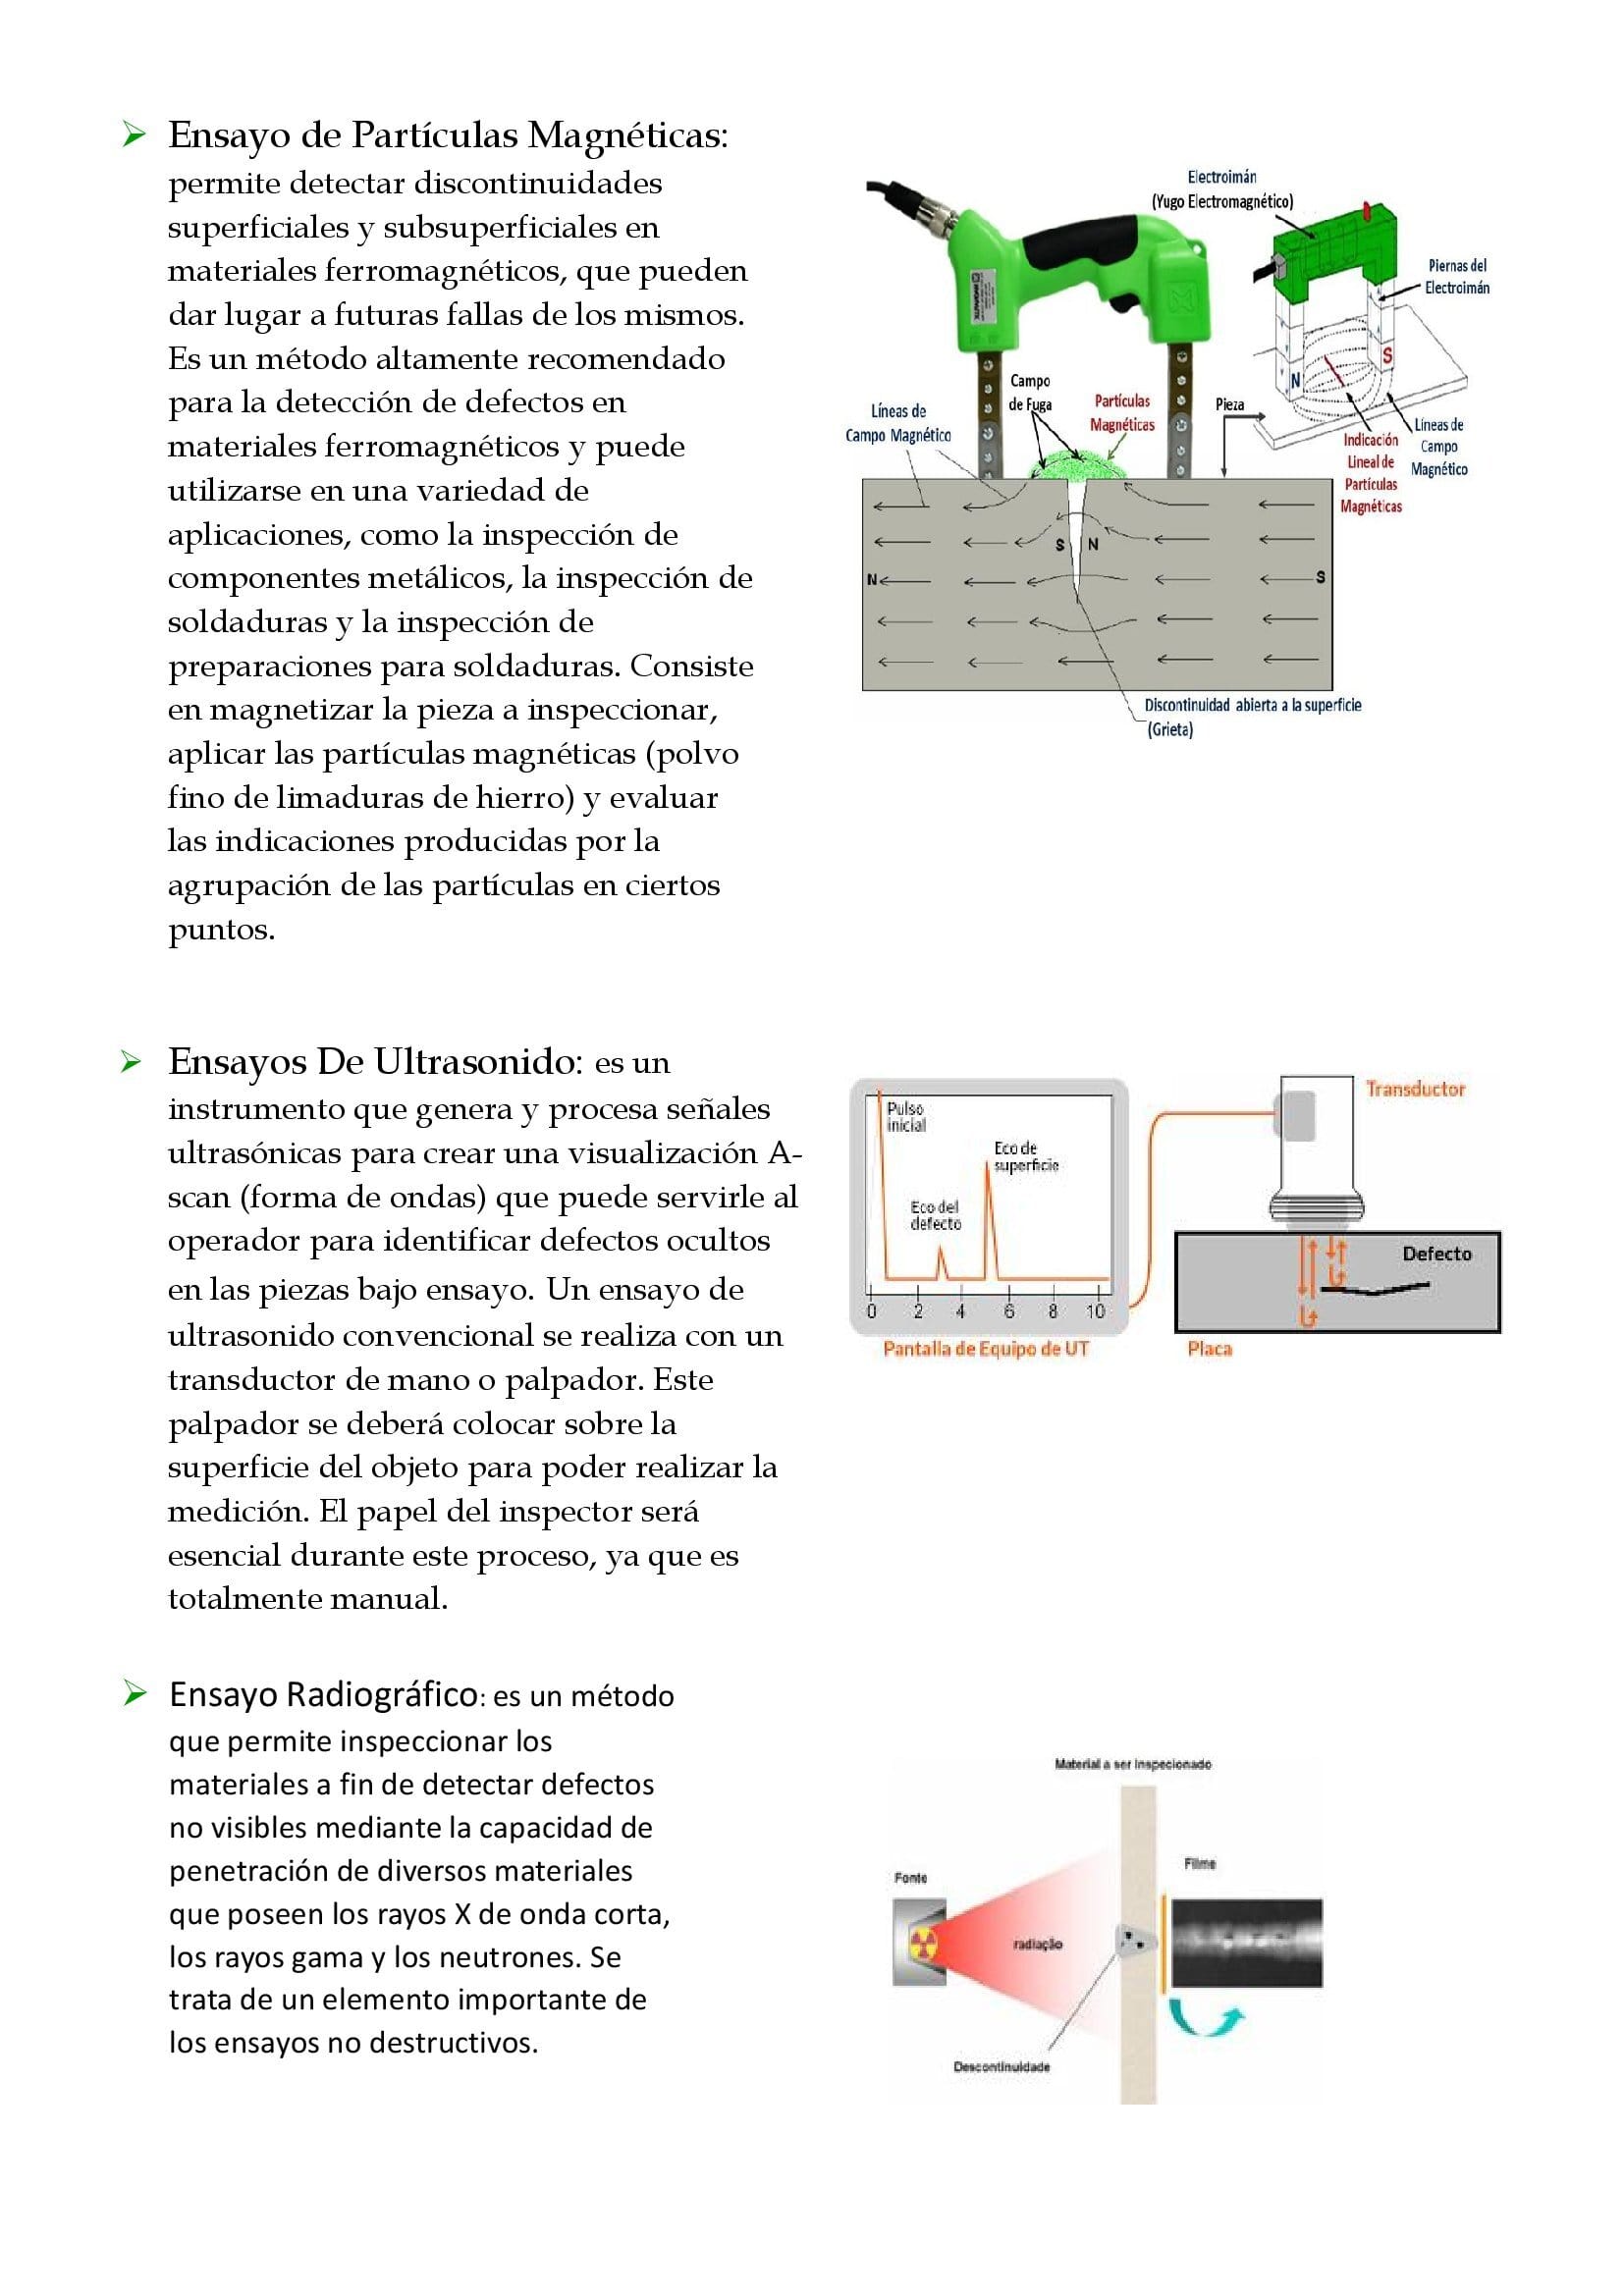 Ensayo de Partículas Magnéticas:
permite detectar discontinuidades
superficiales y subsuperficiales en
materiales ferromagnéticos, que pueden
dar lugar a futuras fallas de los mismos.
Es un método altamente recomendado
para la detección de defectos en
materiales ferromagnéticos y puede
utilizarse en una variedad de
aplicaciones, como la inspección de
componentes metálicos, la inspección de
soldaduras y la inspección de
preparaciones para soldaduras. Consiste
en magnetizar la pieza a inspeccionar,
aplicar las partículas magnéticas (polvo
fino de limaduras de hierro) y evaluar
las indicaciones producidas por la
agrupación de las partículas en ciertos
puntos.
Electroimán
(Yugo Electromagnético)
Piernas del
Electroimán
S
N
Campo
de Fuga
Partículas
Magnéticas
Pieza
Líneas de
Campo Magnético
Indicación
Lineal de
Partículas
Magnéticas
Líneas de
Campo
Magnético
S N
N
S
Discontinuidad abierta a la superficie
(Grieta)
Ensayos De Ultrasonido: es un
instrumento que genera y procesa señales
ultrasónicas para crear una visualización A-
scan (forma de ondas) que puede servirle al
operador para identificar defectos ocultos
en las piezas bajo ensayo. Un ensayo de
ultrasonido convencional se realiza con un
transductor de mano o palpador. Este
palpador se deberá colocar sobre la
superficie del objeto para poder realizar la
medición. El papel del inspector será
esencial durante este proceso, ya que es
totalmente manual.
Pulso
inicial
Eco de
superficie
Eco del
defecto
0 2 4 6 8 10
Pantalla de Equipo de UT
Transductor
Defecto
Placa
Ensayo Radiográfico: es un método
que permite inspeccionar los
materiales a fin de detectar defectos
no visibles mediante la capacidad de
penetración de diversos materiales
que poseen los rayos X de onda corta,
los rayos gama y los neutrones. Se
trata de un elemento importante de
los ensayos no destructivos.
Material a ser Inspecionado
Filme
Fonte
radiação
Descontinuidade